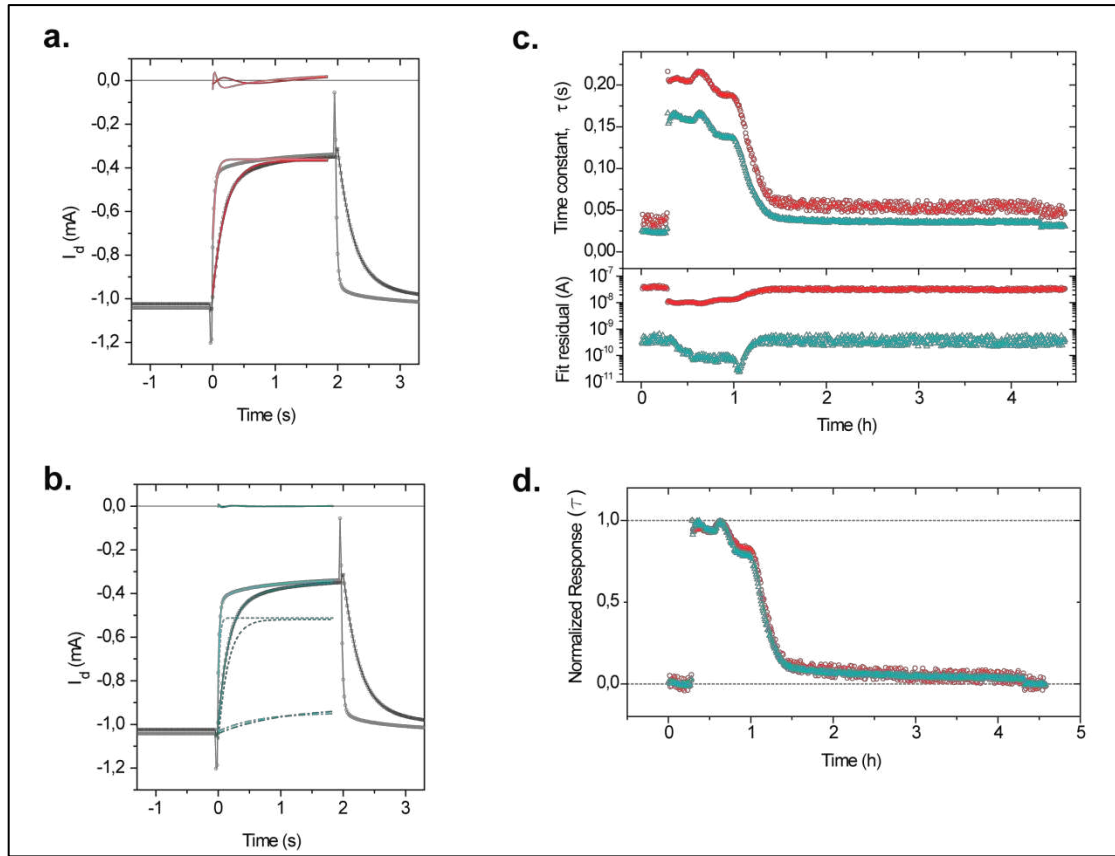 a.
0,0
-0,2
-0,4
-0,6
-0,8
-1,0
-1,2
I_d (mA)
-1 0 1 2 3
Time (s)
c.
0,20
0,15
0,10
0,05
0,00
Time constant, τ (s)
10^-7
10^-8
10^-9
10^-10
10^-11
Fit residual (A)
0 1 2 3 4
Time (h)
b.
0,0
-0,2
-0,4
-0,6
-0,8
-1,0
-1,2
I_d (mA)
-1 0 1 2 3
Time (s)
d.
1,0
0,5
0,0
Normalized Response (τ)
0 1 2 3 4 5
Time (h)